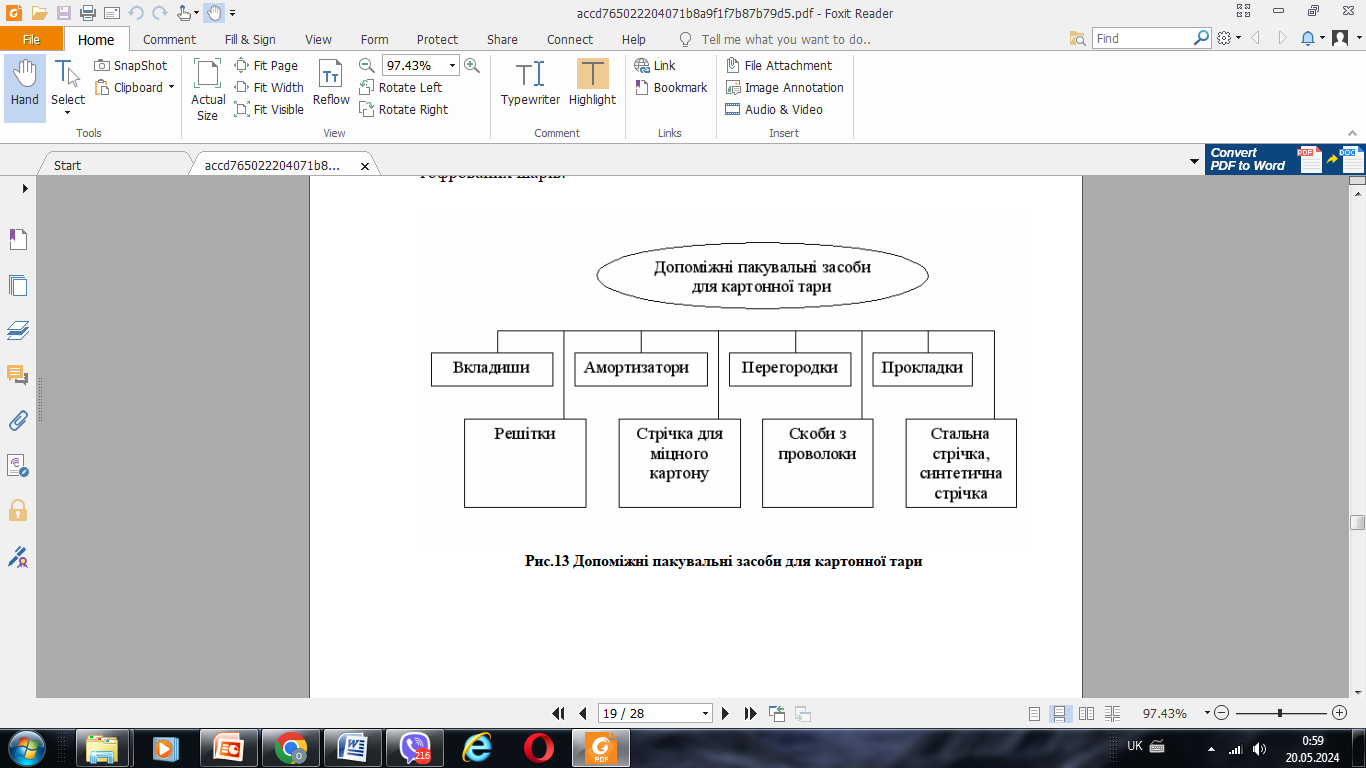 accd765022204071b8a9f1f7b87b79d5.pdf - Foxit Reader
File Home Comment Fill & Sign View Form Protect Share Connect Help Tell me what you want to do.. Find
Hand
Select
SnapShot
Clipboard
Tools
Actual
Size
Fit Page
Fit Width
Fit Visible
Reflow
97.43%
Rotate Left
Rotate Right
View
Typewriter
Highlight
Comment
Link
Bookmark
Links
File Attachment
Image Annotation
Audio & Video
Insert
Start
accd765022204071b8...
Convert
PDF to Word
PDF
DOC
Допоміжні пакувальні засоби
для картонної тари
Вкладиши
Амортизатори
Перегородки
Прокладки
Решітки
Стрічка для
міцного
картону
Скоби з
проволоки
Стальна
стрічка,
синтетична
стрічка
Рис.13 Допоміжні пакувальні засоби для картонної тари
19 / 28
97.43%
216
PDF
UK
0:59
20.05.2024